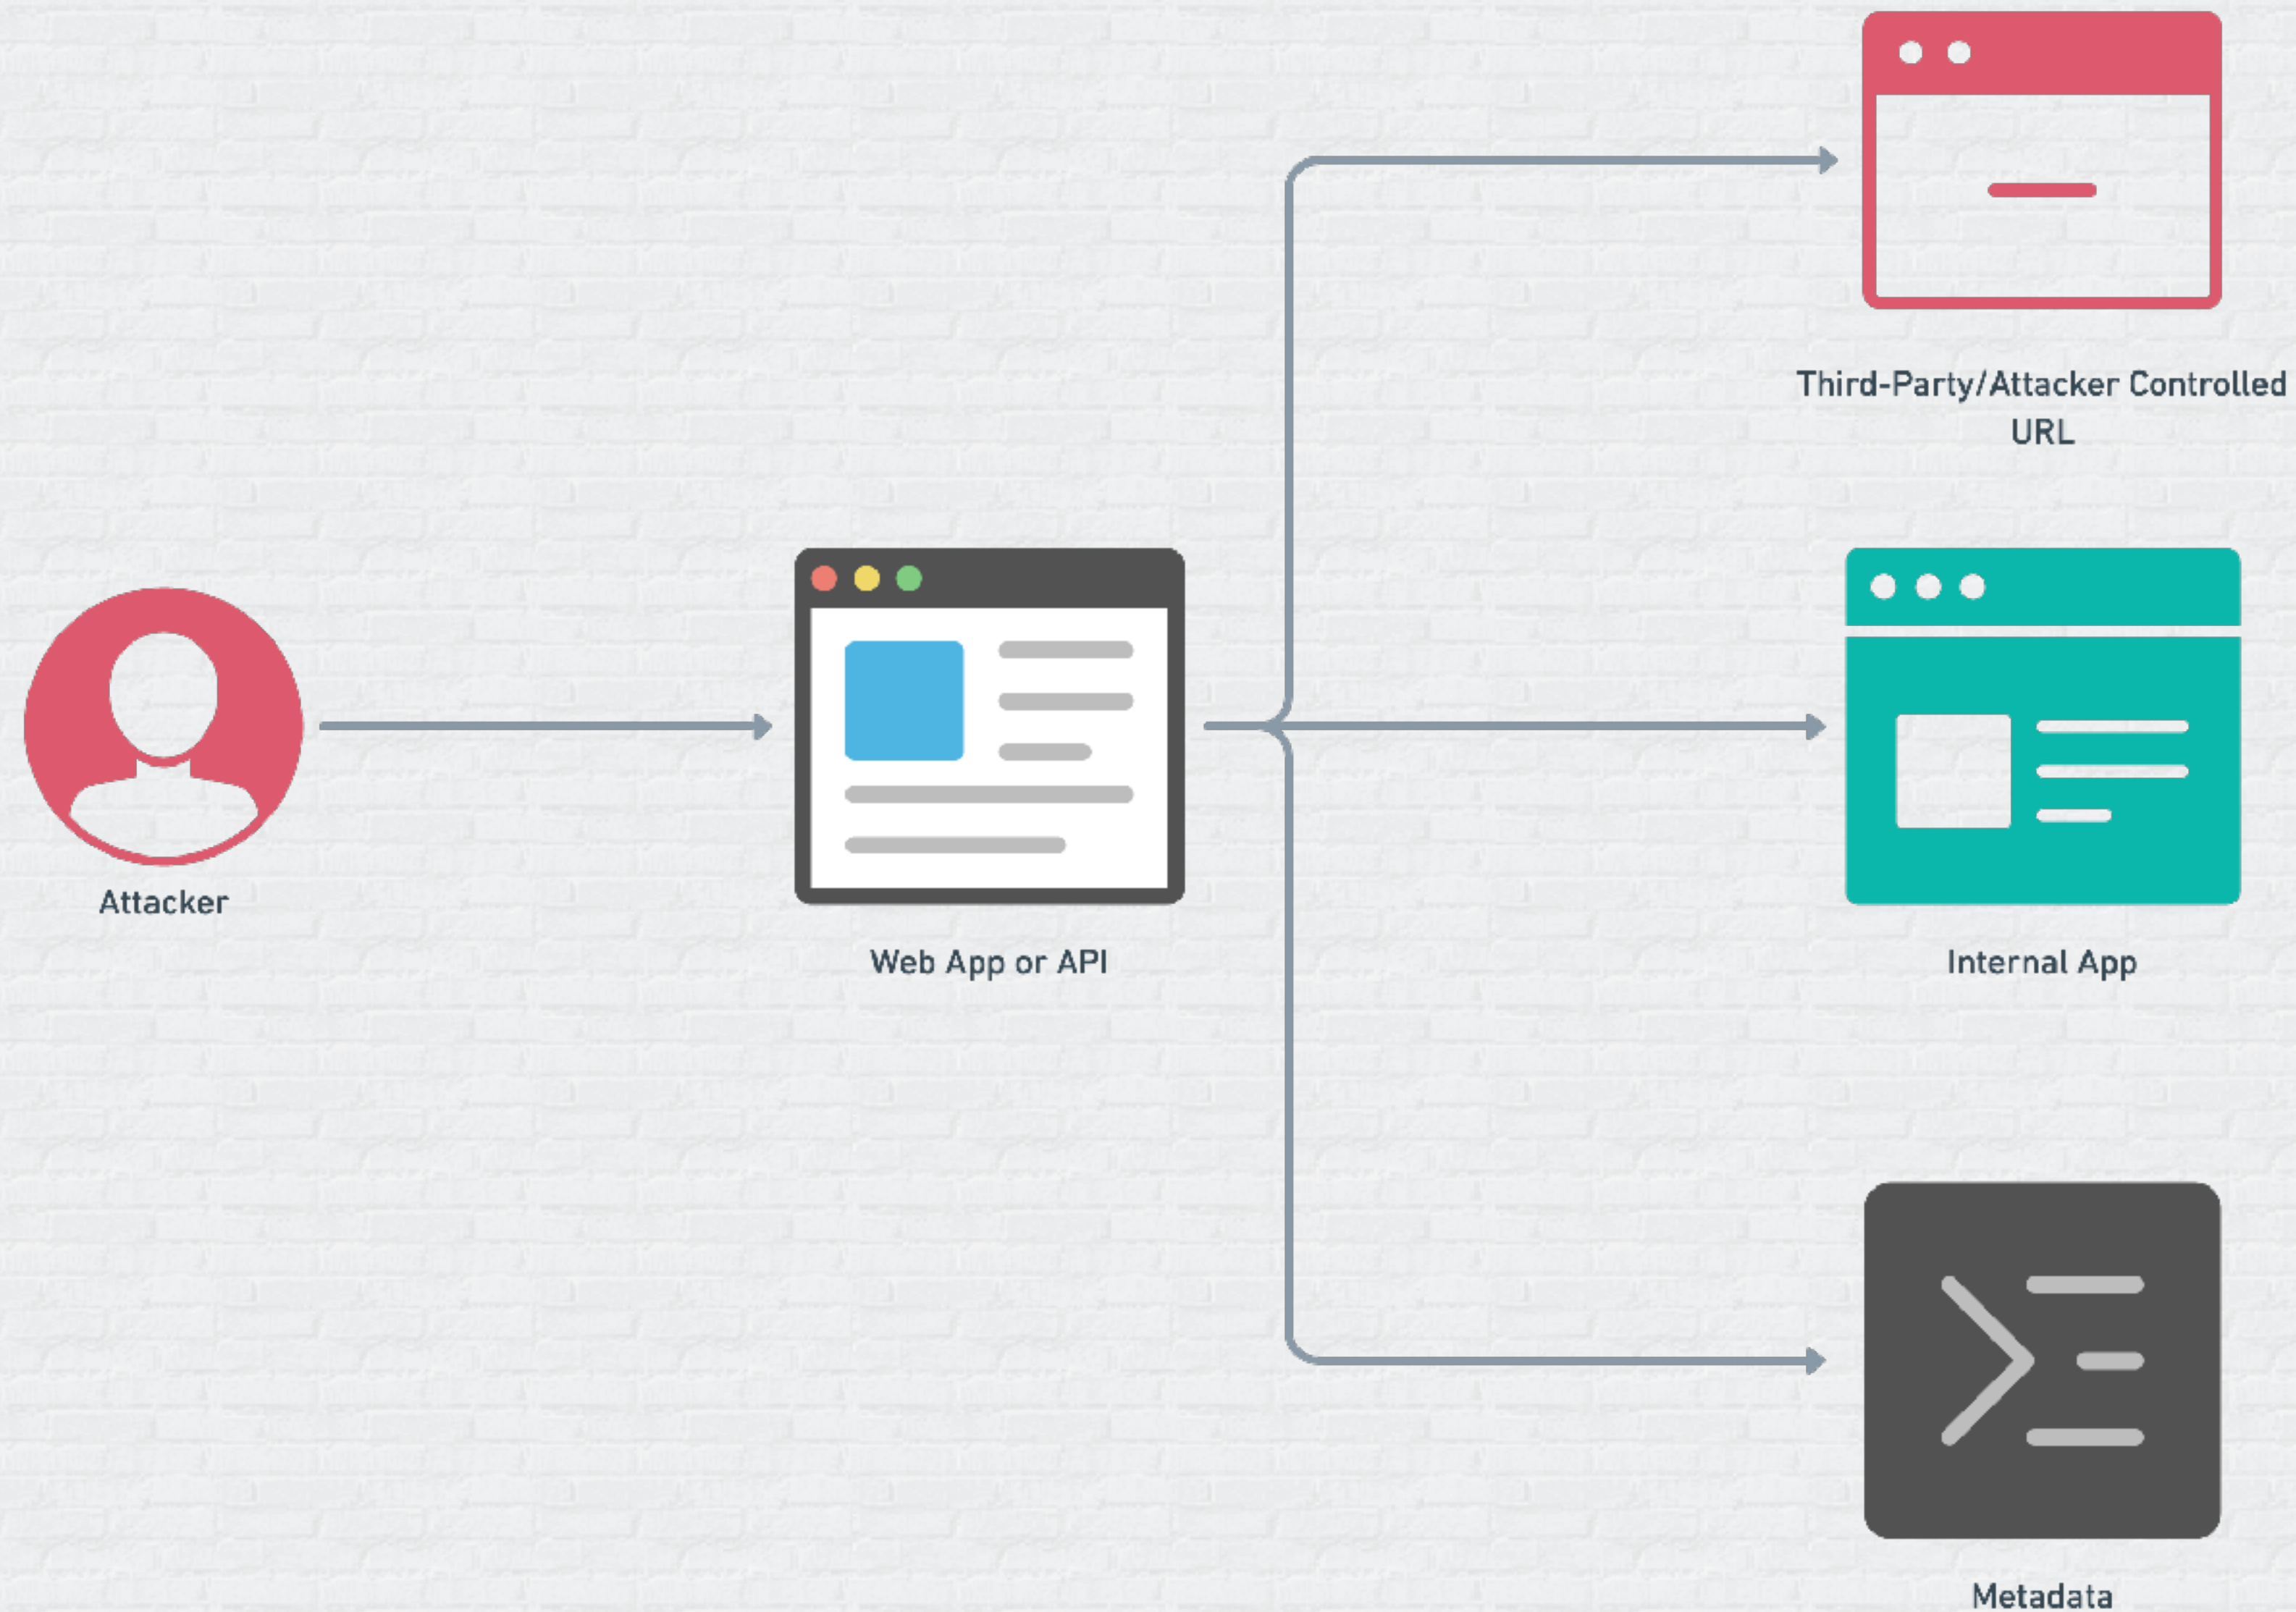 Third-Party/Attacker Controlled
URL
Attacker
Web App or API
Internal App
Metadata